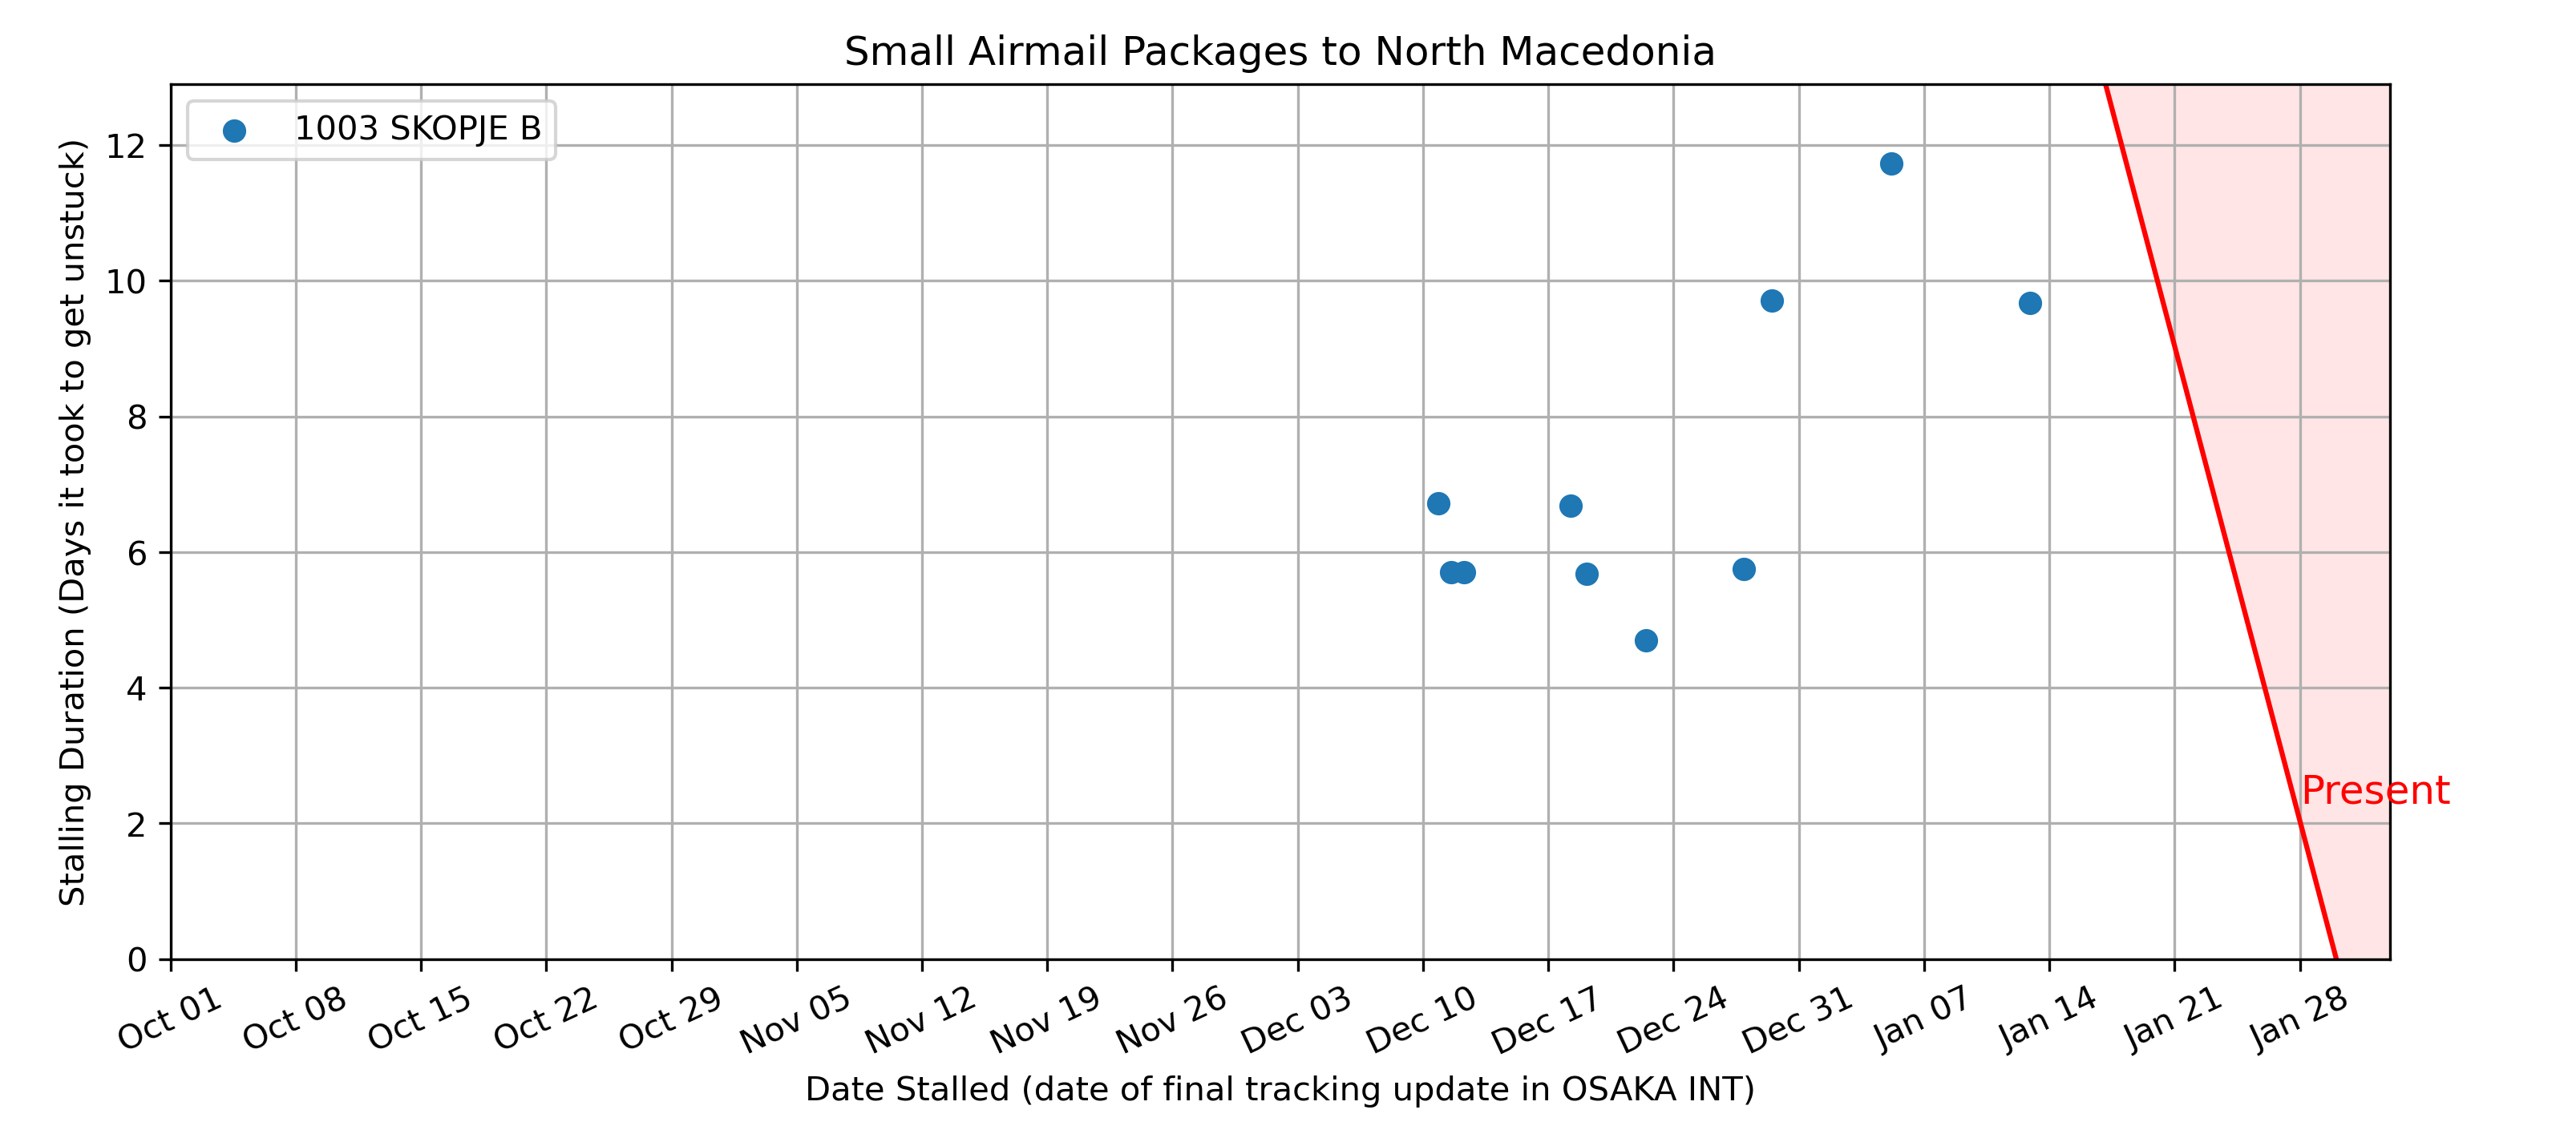 Small Airmail Packages to North Macedonia
1003 SKOPJE B
Stalling Duration (Days it took to get unstuck)
12
10
8
6
4
2
0
Present
Oct 01
Oct 08
Oct 15
Oct 22
Oct 29
Nov 05
Nov 12
Nov 19
Nov 26
Dec 03
Dec 10
Dec 17
Dec 24
Dec 31
Jan 07
Jan 14
Jan 21
Jan 28
Date Stalled (date of final tracking update in OSAKA INT)